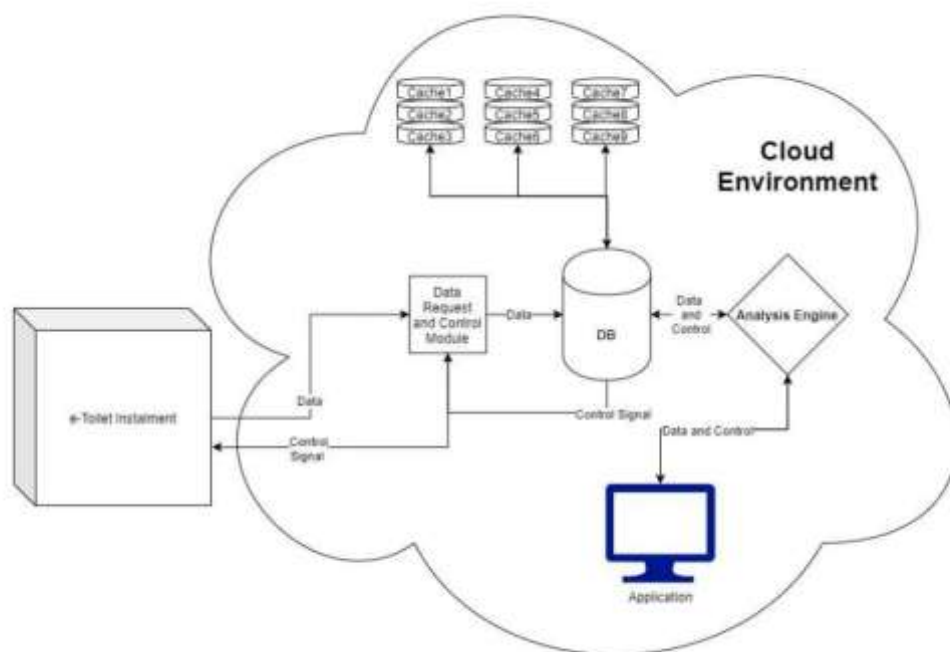 Cache1
Cache2
Cache3
Cache4
Cache5
Cache6
Cache7
Cache8
Cache9
Cloud
Environment
Data
Request
and Control
Module
Data
DB
Data
and
Control
Analysis Engine
e-Toilet Instalment
Data
Control
Signal
Control Signal
Data and Control
Application